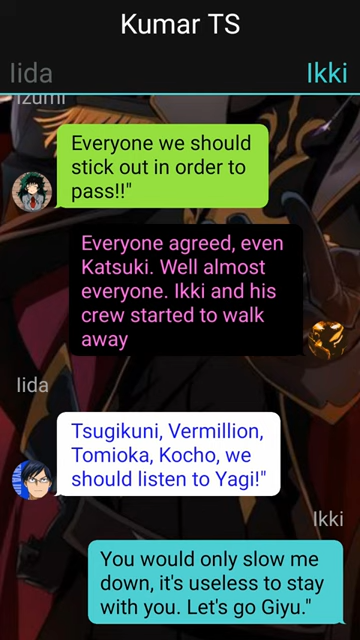 Kumar TS
Iida
Ikki
Izumi
Everyone we should
stick out in order to
pass!!"
Everyone agreed, even
Katsuki. Well almost
everyone. Ikki and his
crew started to walk
away
Iida
Tsugikuni, Vermillion,
Tomioka, Kocho, we
should listen to Yagi!"
Ikki
You would only slow me
down, it's useless to stay
with you. Let's go Giyu."